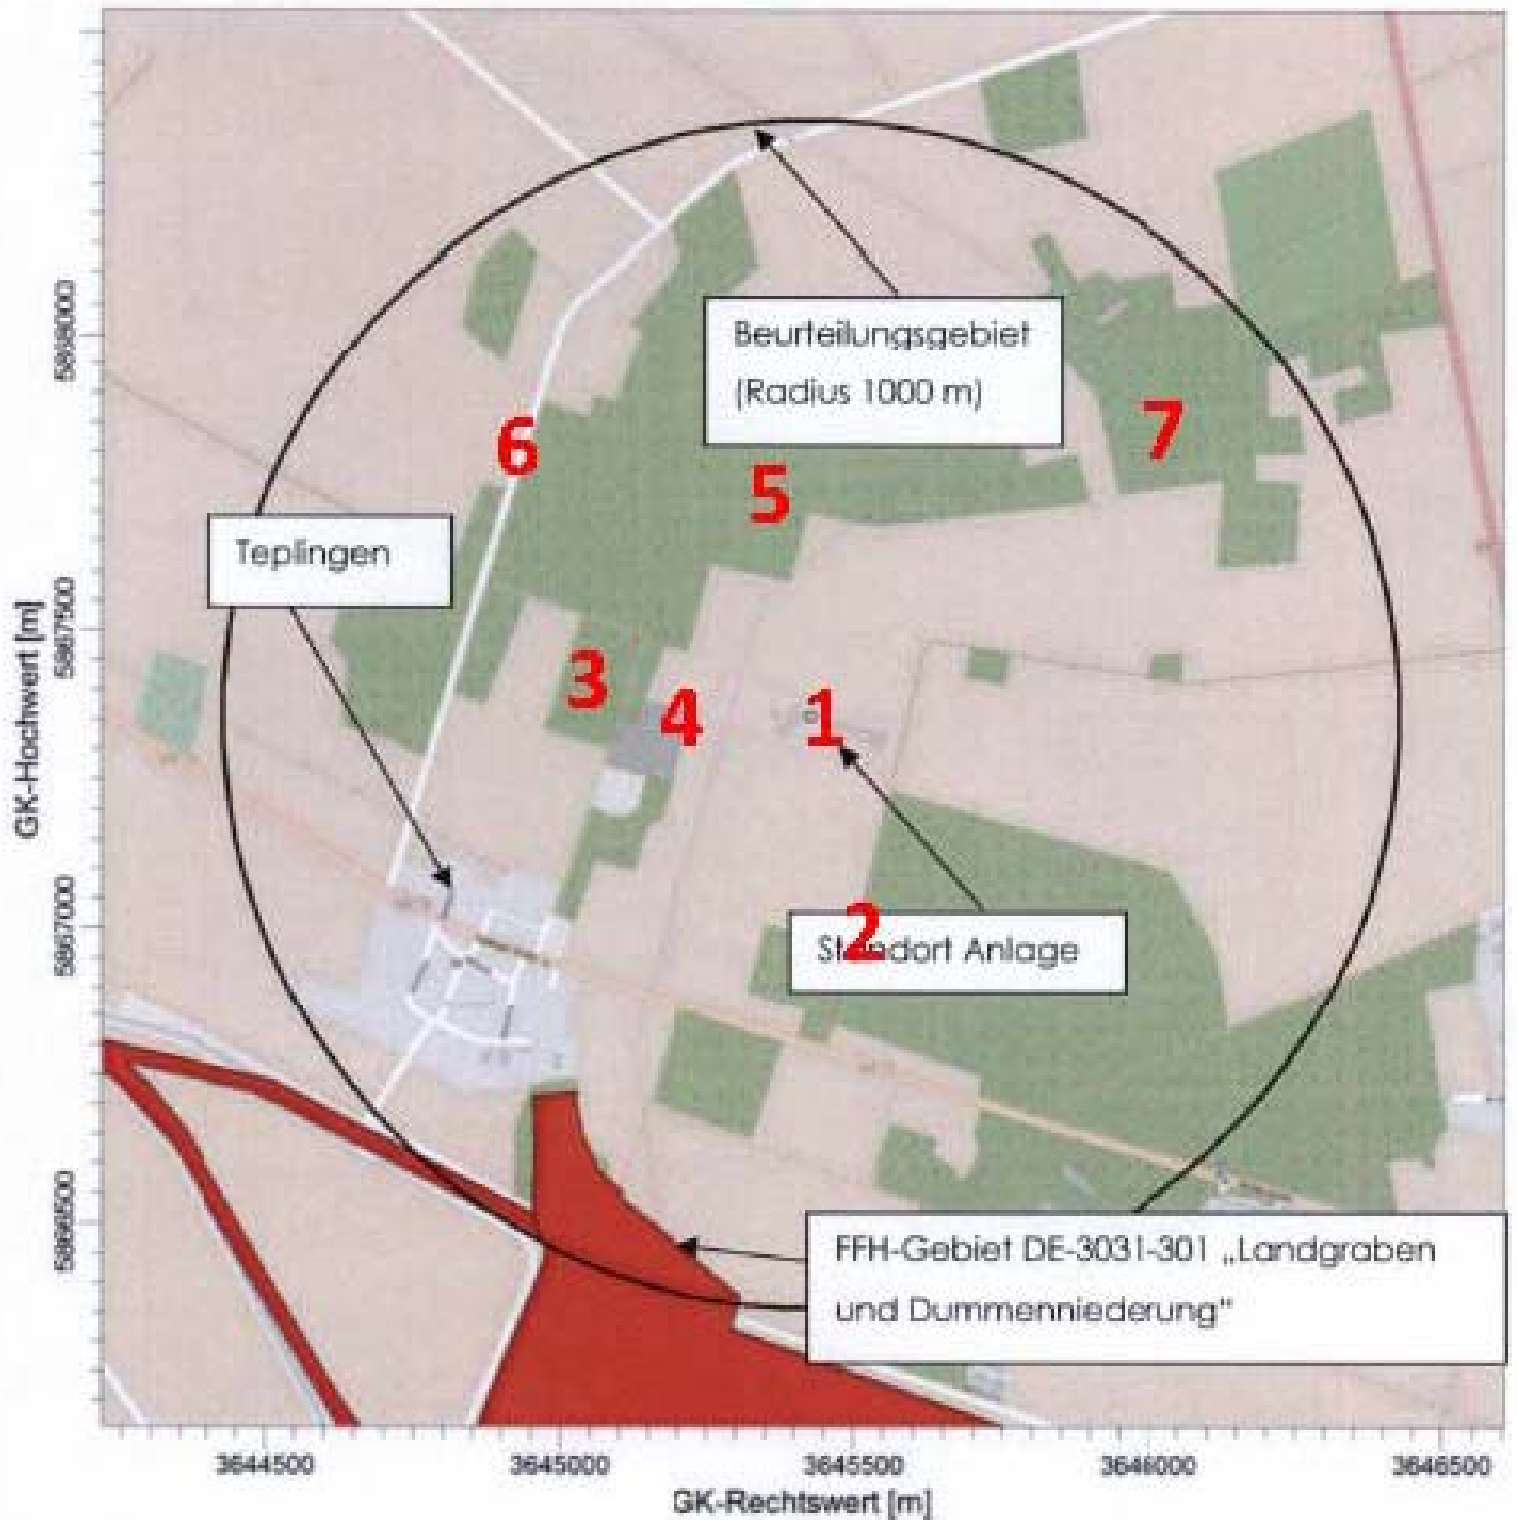 Beurteilungsgebiet
(Radius 1000 m)
7
6
5
Teplingen
3
4
1
2
Standort Anlage
FFH-Gebiet DE-3031-301 „Landgraben
und Dummenniederung"
GK-Hochwert [m]
5868000
5867500
5867000
5866500
3644500
3645000
3645500
3646000
3646500
GK-Rechtswert [m]